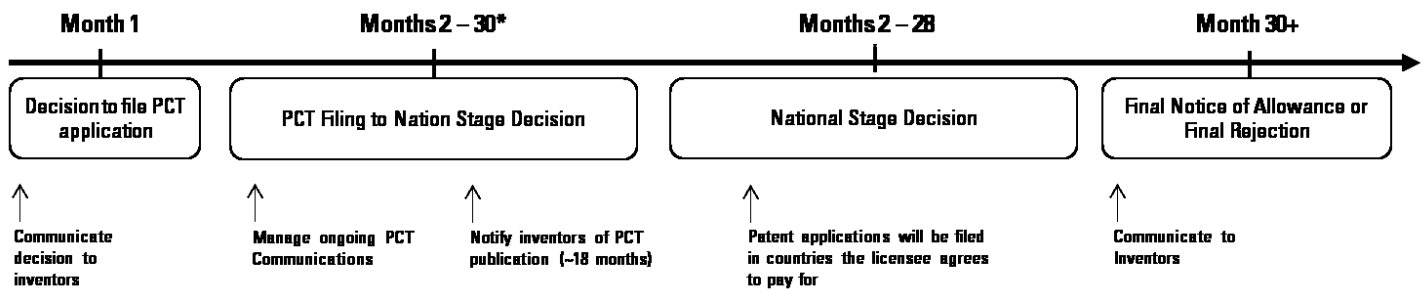 Month 1
Months 2 – 30*
Months 2 – 28
Month 30+
Decision to file PCT
application
PCT Filing to Nation Stage Decision
National Stage Decision
Final Notice of Allowance or
Final Rejection
Communicate
decision to
inventors
Manage ongoing PCT
Communications
Notify inventors of PCT
publication (~18 months)
Patent applications will be filed
in countries the licensee agrees
to pay for
Communicate to
Inventors